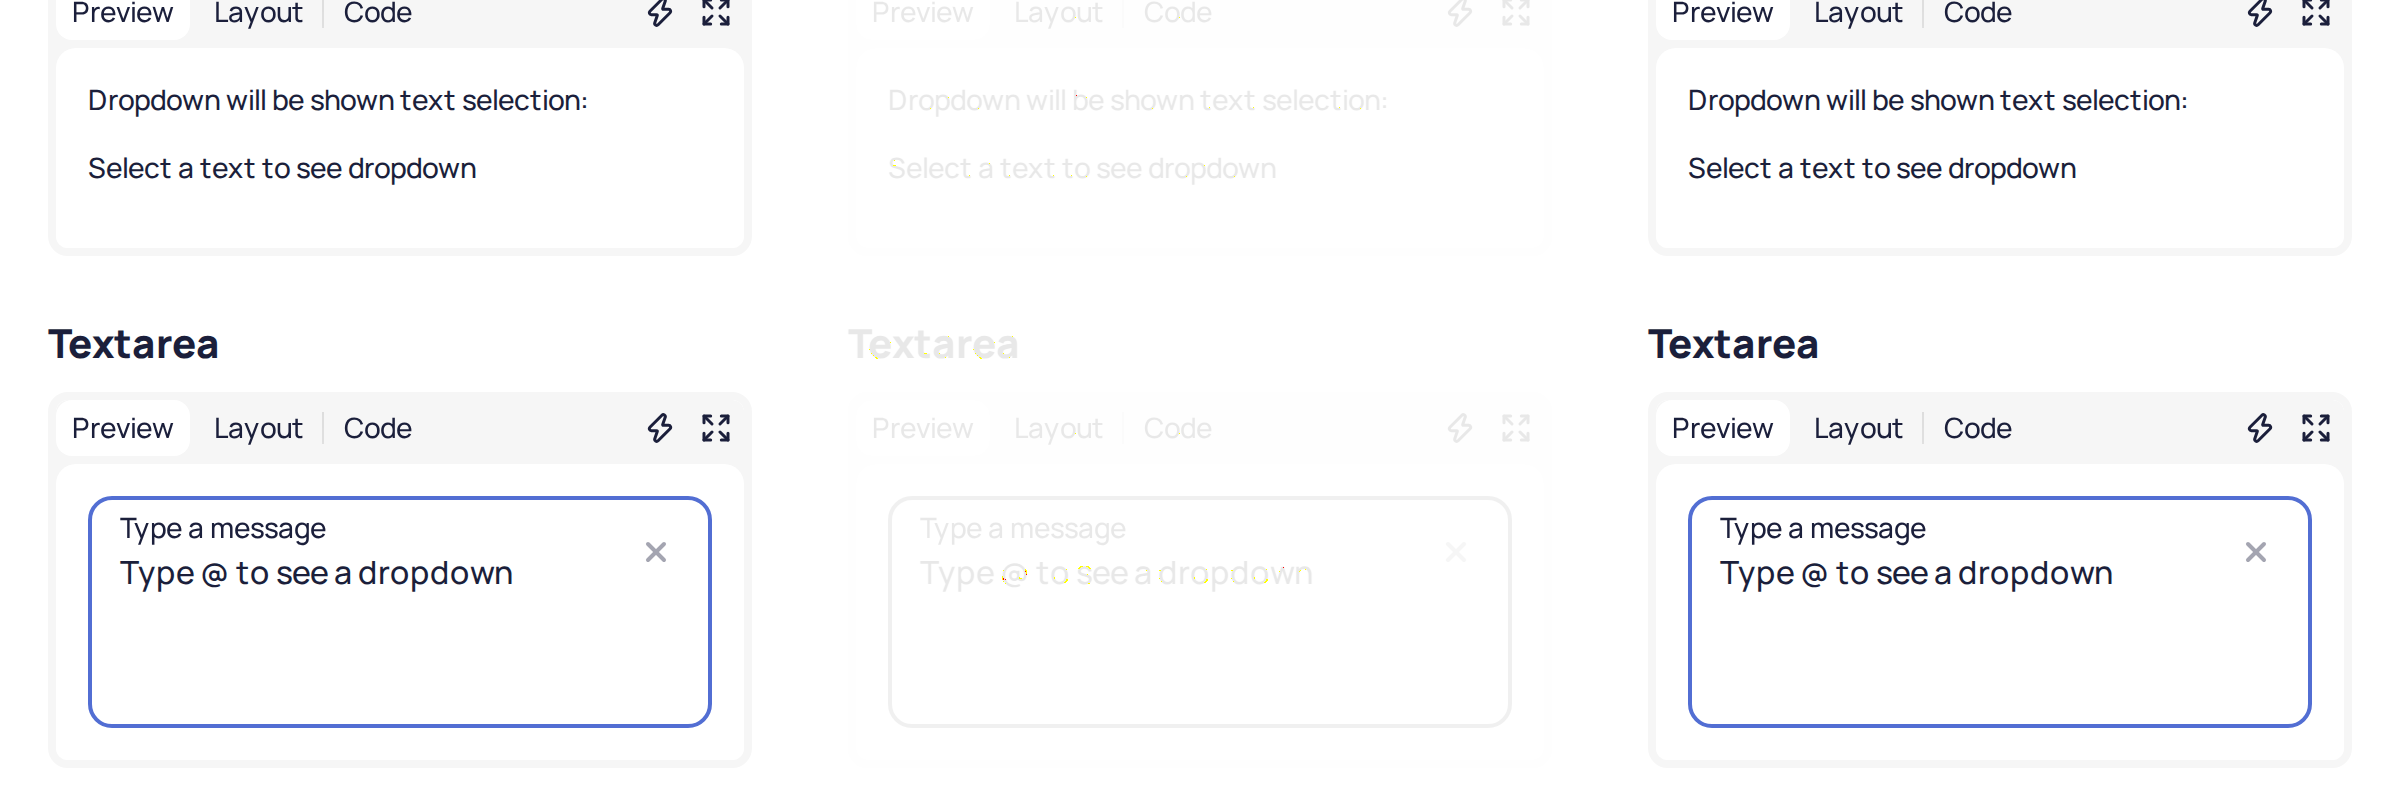 Preview Layout Code
Dropdown will be shown text selection:
Select a text to see dropdown
Textarea
Preview Layout Code
Type a message
Type @ to see a dropdown
Preview Layout Code
Dropdown will be shown text selection:
Select a text to see dropdown
Textarea
Preview Layout Code
Type a message
Type @ to see a dropdown
Preview Layout Code
Dropdown will be shown text selection:
Select a text to see dropdown
Textarea
Preview Layout Code
Type a message
Type @ to see a dropdown